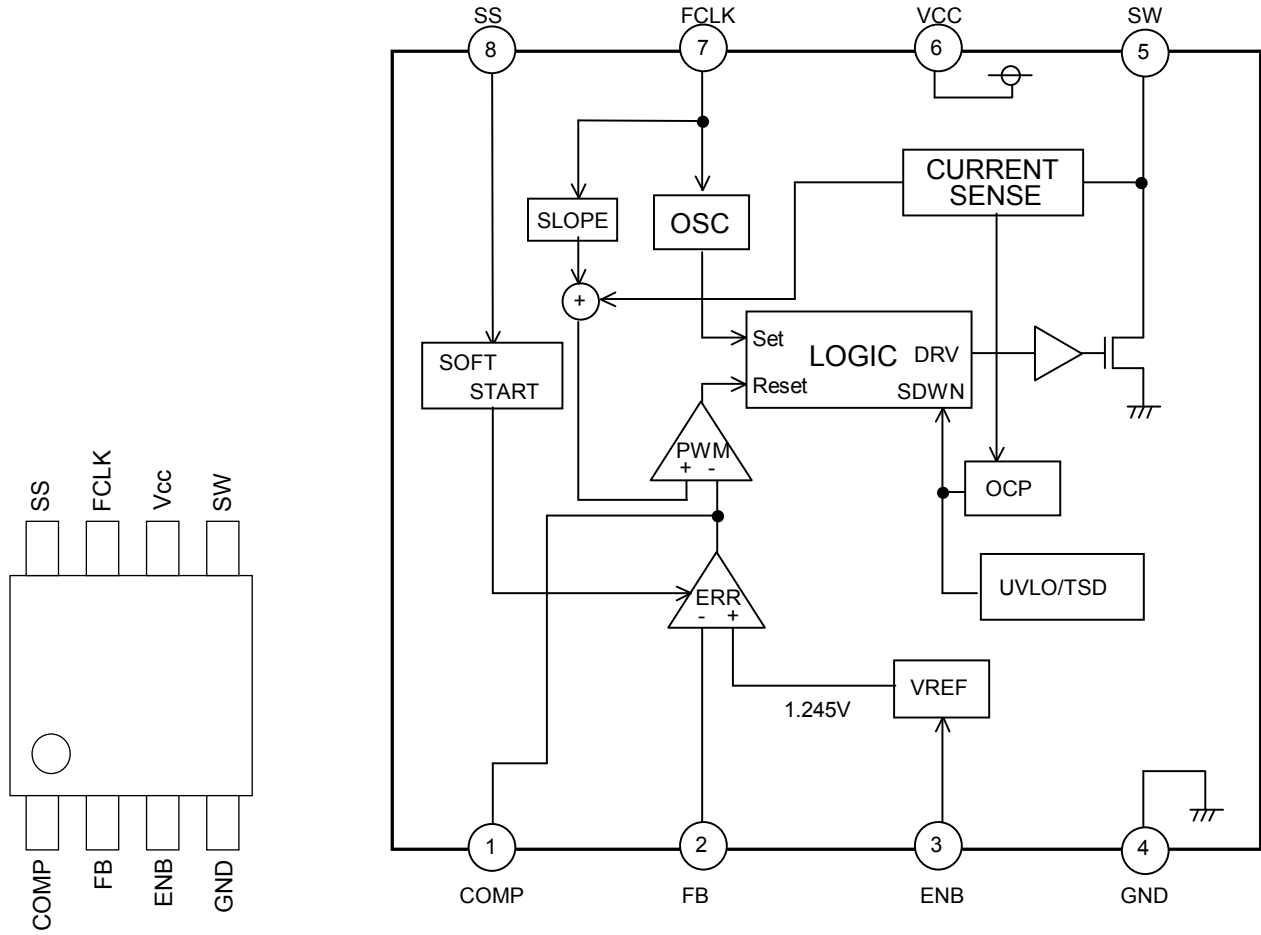 SS
FCLK
Vcc
SW
COMP
FB
ENB
GND
SS
FCLK
VCC
SW
8
7
6
5
CURRENT
SENSE
SLOPE
OSC
+
Set
LOGIC
DRV
Reset
SDWN
SOFT
START
PWM
+ -
OCP
ERR
- +
UVLO/TSD
VREF
1.245V
1
2
3
4
COMP
FB
ENB
GND